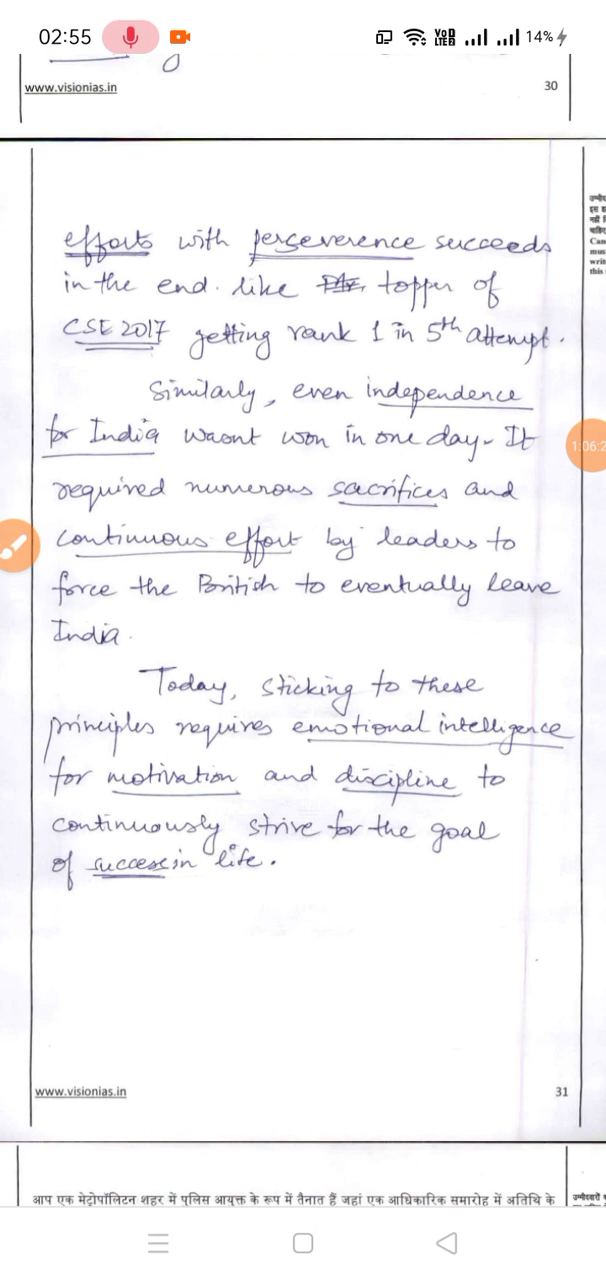 02:55
VoD LTE2 14%
www.visionias.in 30
efforts with perseverence succeeds
in the end. like topper of
CSE 2017 getting rank 1 in 5th attempt.
Similarly, even independence
for India wasnt won in one day. It
required numerous sacrifices and
continuous effort by leaders to
force the British to eventually leave
India.
Today, sticking to these
principles requires emotional intelligence
for motivation and discipline to
continuously strive for the goal
of success in life.
1:06:2
www.visionias.in 31
आप एक मेट्रोपॉलिटन शहर में पुलिस आयुक्त के रूप में तैनात हैं जहां एक आधिकारिक समारोह में अतिथि के